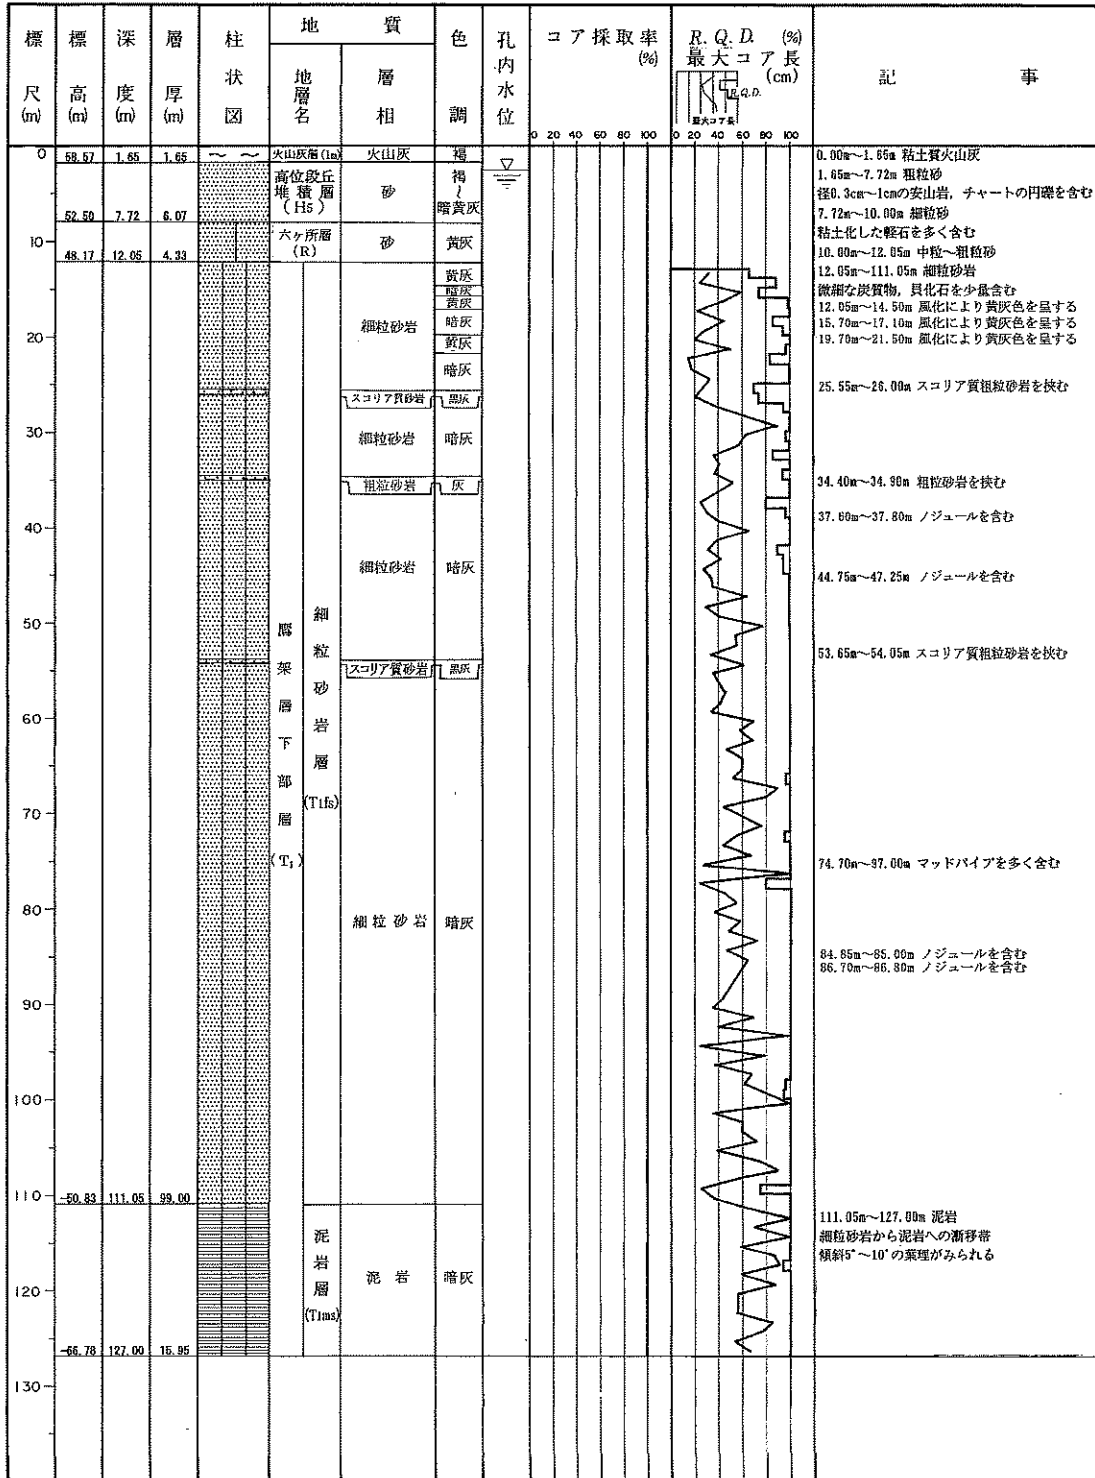 標尺(m)
標高(m)
深度(m)
層厚(m)
柱状図
地質
地層名
層相
色調
孔内水位
コア採取率(%)
0 20 40 60 80 100
R.Q.D. (%)
最大コア長(cm)
R.Q.D.
最大コア長
0 20 40 60 80 100
記事
0
58.57 1.65 1.65 火山灰層(lm) 火山灰 褐
52.50 7.72 6.07
高位段丘
堆積層
(H5)
砂
褐
~
暗黄灰
10
48.17 12.05 4.33
六ヶ所層
(R)
砂
黄灰
黄灰
暗灰
黄灰
暗灰
黄灰
暗灰
細粒砂岩
20
スコリア質砂岩 黒灰
30
細粒砂岩 暗灰
粗粒砂岩 灰
40
細粒砂岩 暗灰
50
スコリア質砂岩 黒灰
60
鷹架層下部層(T1)
細粒砂岩層(T1fs)
70
80
細粒砂岩 暗灰
90
100
110
-50.83 111.05 99.00
泥岩層(T1ms)
泥岩 暗灰
120
-66.78 127.00 15.95
130
0.00m~1.65m 粘土質火山灰
1.65m~7.72m 粗粒砂
径0.3cm~1cmの安山岩，チャートの円礫を含む
7.72m~10.00m 細粒砂
粘土化した軽石を多く含む
10.00m~12.05m 中粒~粗粒砂
12.05m~111.05m 細粒砂岩
微細な炭質物，貝化石を少量含む
12.05m~14.50m 風化により黄灰色を呈する
15.70m~17.10m 風化により黄灰色を呈する
19.70m~21.50m 風化により黄灰色を呈する
25.55m~26.00m スコリア質粗粒砂岩を挟む
34.40m~34.90m 粗粒砂岩を挟む
37.60m~37.80m ノジュールを含む
44.75m~47.25m ノジュールを含む
53.65m~54.05m スコリア質粗粒砂岩を挟む
74.70m~97.00m マッドパイプを多く含む
84.85m~85.00m ノジュールを含む
86.70m~86.80m ノジュールを含む
111.05m~127.00m 泥岩
細粒砂岩から泥岩への漸移帯
傾斜5°~10°の葉理がみられる